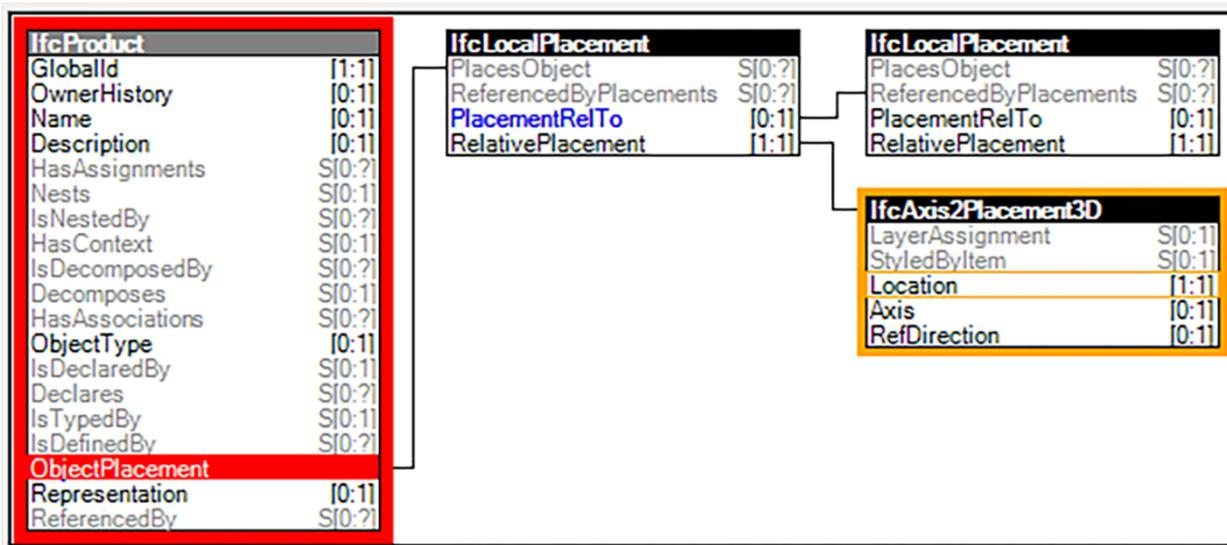 IfcProduct
GlobalId [1:1]
OwnerHistory [0:1]
Name [0:1]
Description [0:1]
HasAssignments S[0:?]
Nests S[0:1]
IsNestedBy S[0:?]
HasContext S[0:1]
IsDecomposedBy S[0:?]
Decomposes S[0:1]
HasAssociations S[0:?]
ObjectType [0:1]
IsDeclaredBy S[0:1]
Declares S[0:?]
IsTypedBy S[0:1]
IsDefinedBy S[0:?]
ObjectPlacement
Representation [0:1]
ReferencedBy S[0:?]
IfcLocalPlacement
PlacesObject S[0:?]
ReferencedByPlacements S[0:?]
PlacementRelTo [0:1]
RelativePlacement [1:1]
IfcLocalPlacement
PlacesObject S[0:?]
ReferencedByPlacements S[0:?]
PlacementRelTo [0:1]
RelativePlacement [1:1]
IfcAxis2Placement3D
LayerAssignment S[0:1]
StyledByItem S[0:1]
Location [1:1]
Axis [0:1]
RefDirection [0:1]